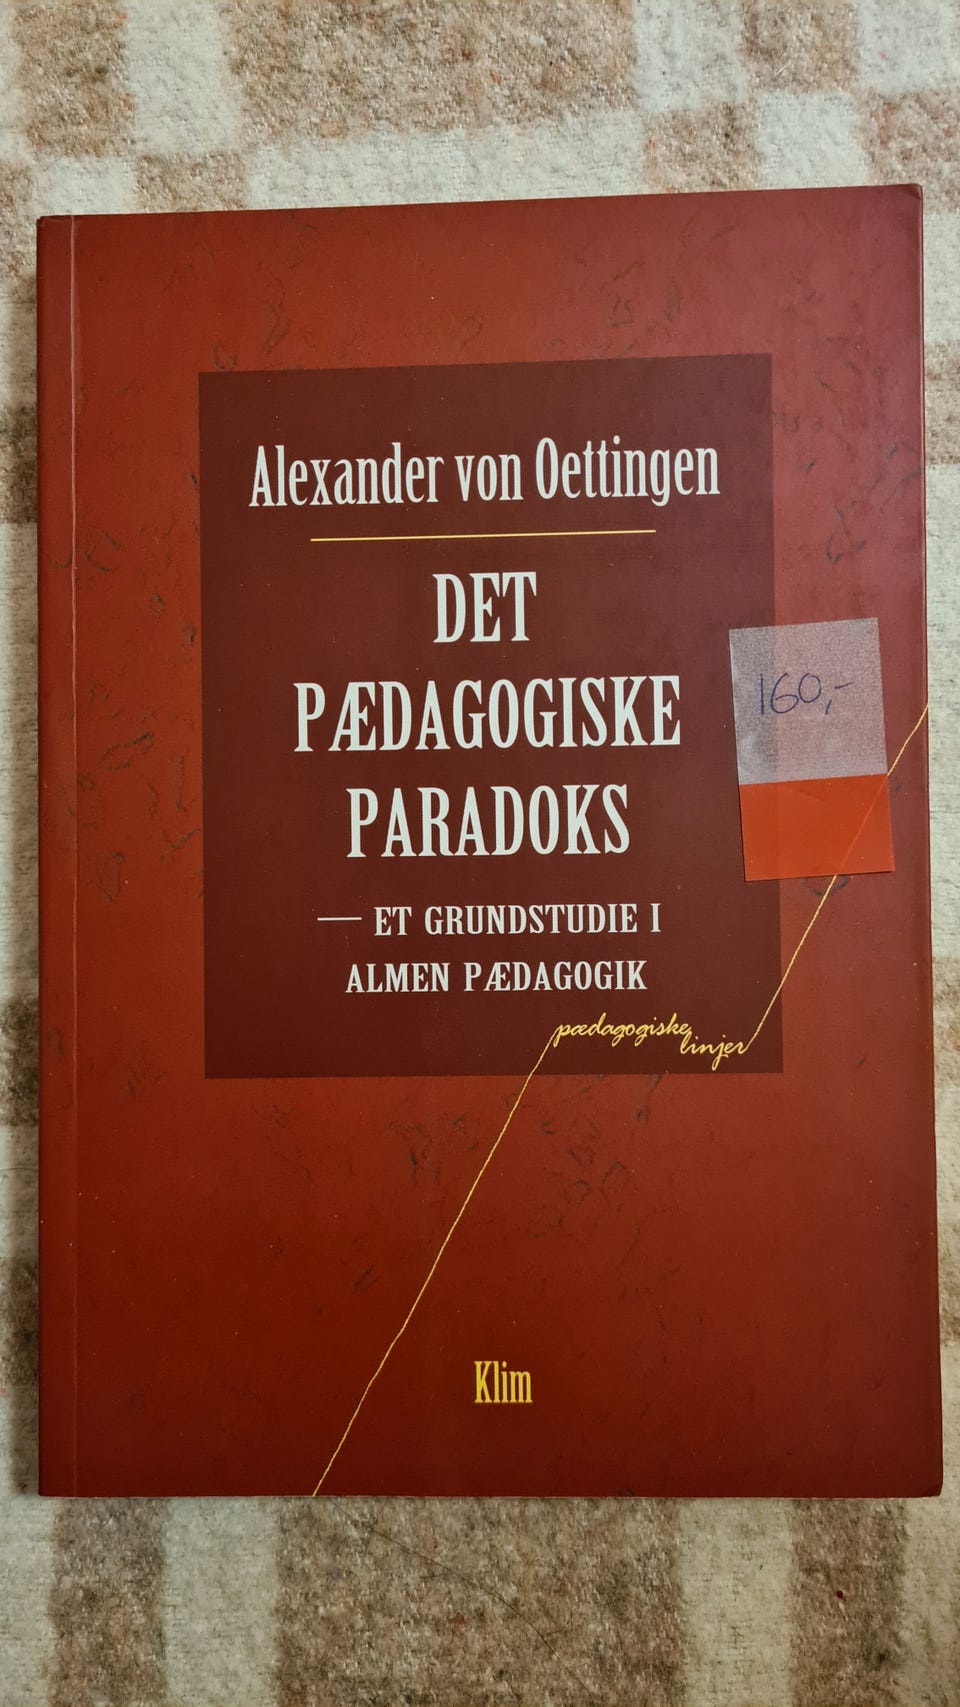 Alexander von Oettingen
DET
PÆDAGOGISKE
PARADOKS
160,-
— ET GRUNDSTUDIE I
ALMEN PÆDAGOGIK
pædagogiske
linjer
Klim